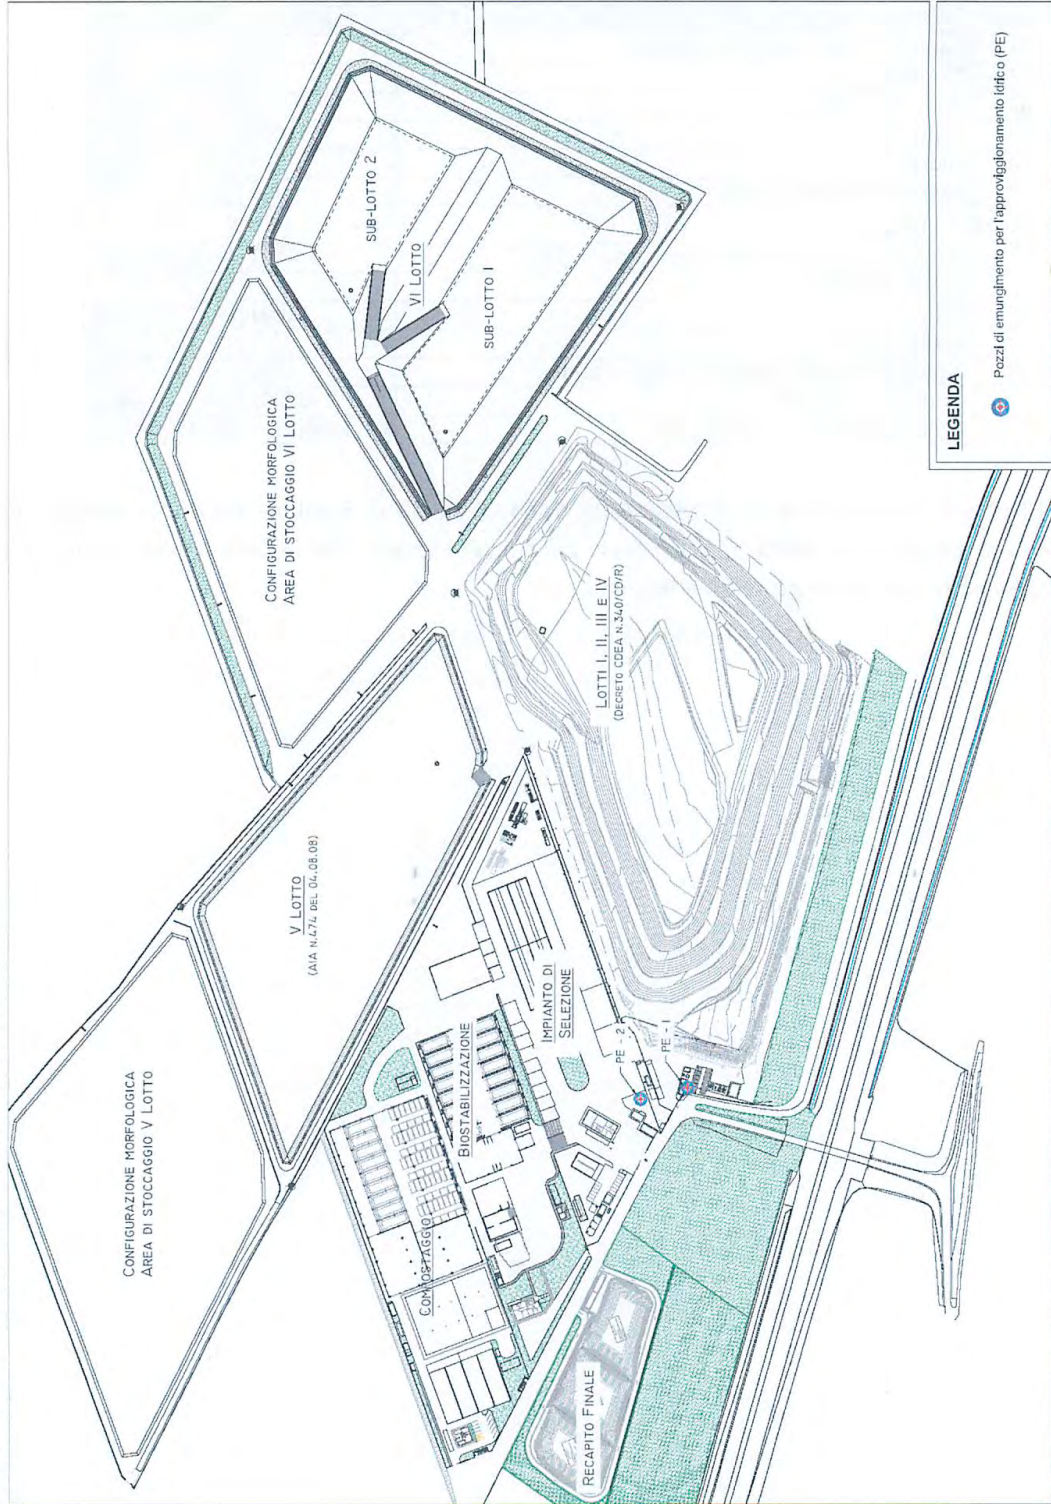 CONFIGURAZIONE MORFOLOGICA
AREA DI STOCCAGGIO V LOTTO
V LOTTO
(AIA N.474 DEL 04.08.08)
CONFIGURAZIONE MORFOLOGICA
AREA DI STOCCAGGIO VI LOTTO
SUB-LOTTO 2
VI LOTTO
SUB-LOTTO 1
COMPOSTAGGIO
BIOSTABILIZZAZIONE
IMPIANTO DI
SELEZIONE
LOTTI I, II, III E IV
(DECRETO CDEA N.340/CD/R)
PE - 2
PE - 1
RECAPITO FINALE
LEGENDA
Pozzi di emungimento per l'approvvigionamento idrico (PE)